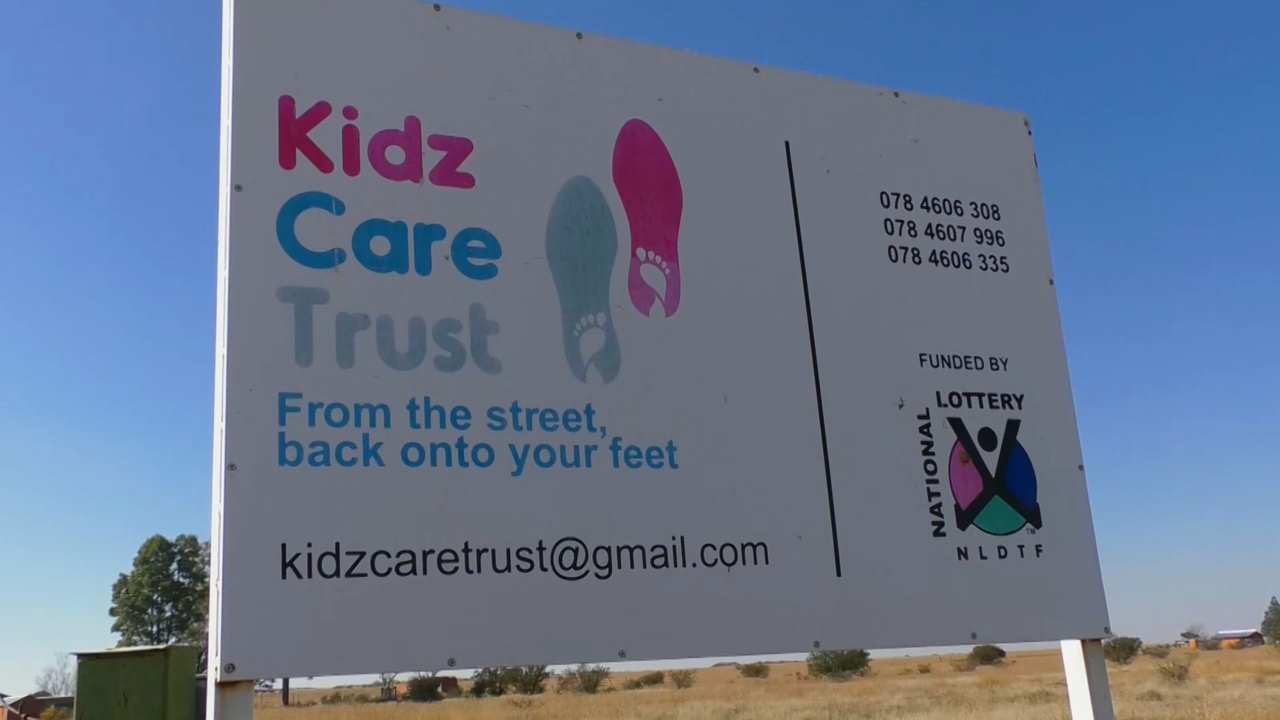 Kidz
Care
Trust
From the street,
back onto your feet
kidzcaretrust@gmail.com
078 4606 308
078 4607 996
078 4606 335
FUNDED BY
NATIONAL
LOTTERY
TM
NLDTF